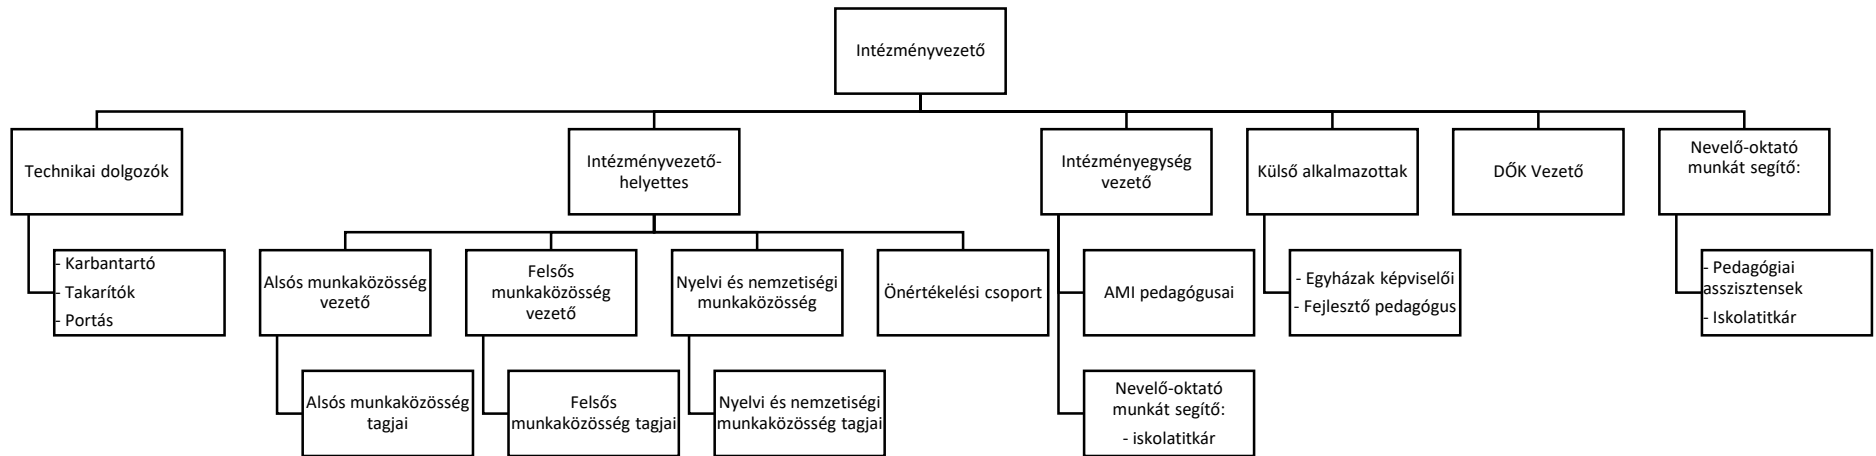 Intézményvezető
Technikai dolgozók
Intézményvezető-
helyettes
Intézményegység
vezető
Külső alkalmazottak
DŐK Vezető
Nevelő-oktató
munkát segítő:
- Karbantartó
- Takarítók
- Portás
Alsós munkaközösség
vezető
Felsős
munkaközösség
vezető
Nyelvi és nemzetiségi
munkaközösség
Önértékelési csoport
AMI pedagógusai
- Egyházak képviselői
- Fejlesztő pedagógus
- Pedagógiai
asszisztensek
- Iskolatitkár
Alsós munkaközösség
tagjai
Felsős
munkaközösség tagjai
Nyelvi és nemzetiségi
munkaközösség tagjai
Nevelő-oktató
munkát segítő:
- iskolatitkár